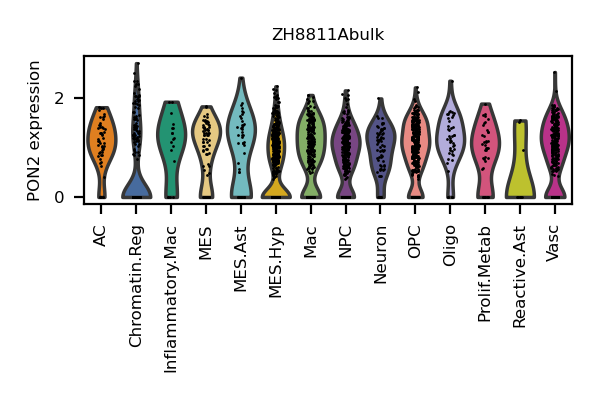 ZH8811Abulk
PON2 expression
2
0
AC
Chromatin.Reg
Inflammatory.Mac
MES
MES.Ast
MES.Hyp
Mac
NPC
Neuron
OPC
Oligo
Prolif.Metab
Reactive.Ast
Vasc